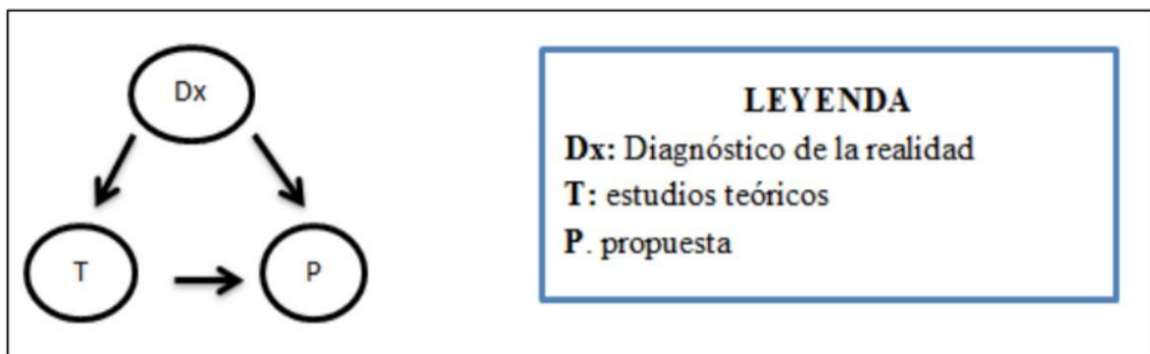 Dx
T
P
LEYENDA
Dx: Diagnóstico de la realidad
T: estudios teóricos
P. propuesta